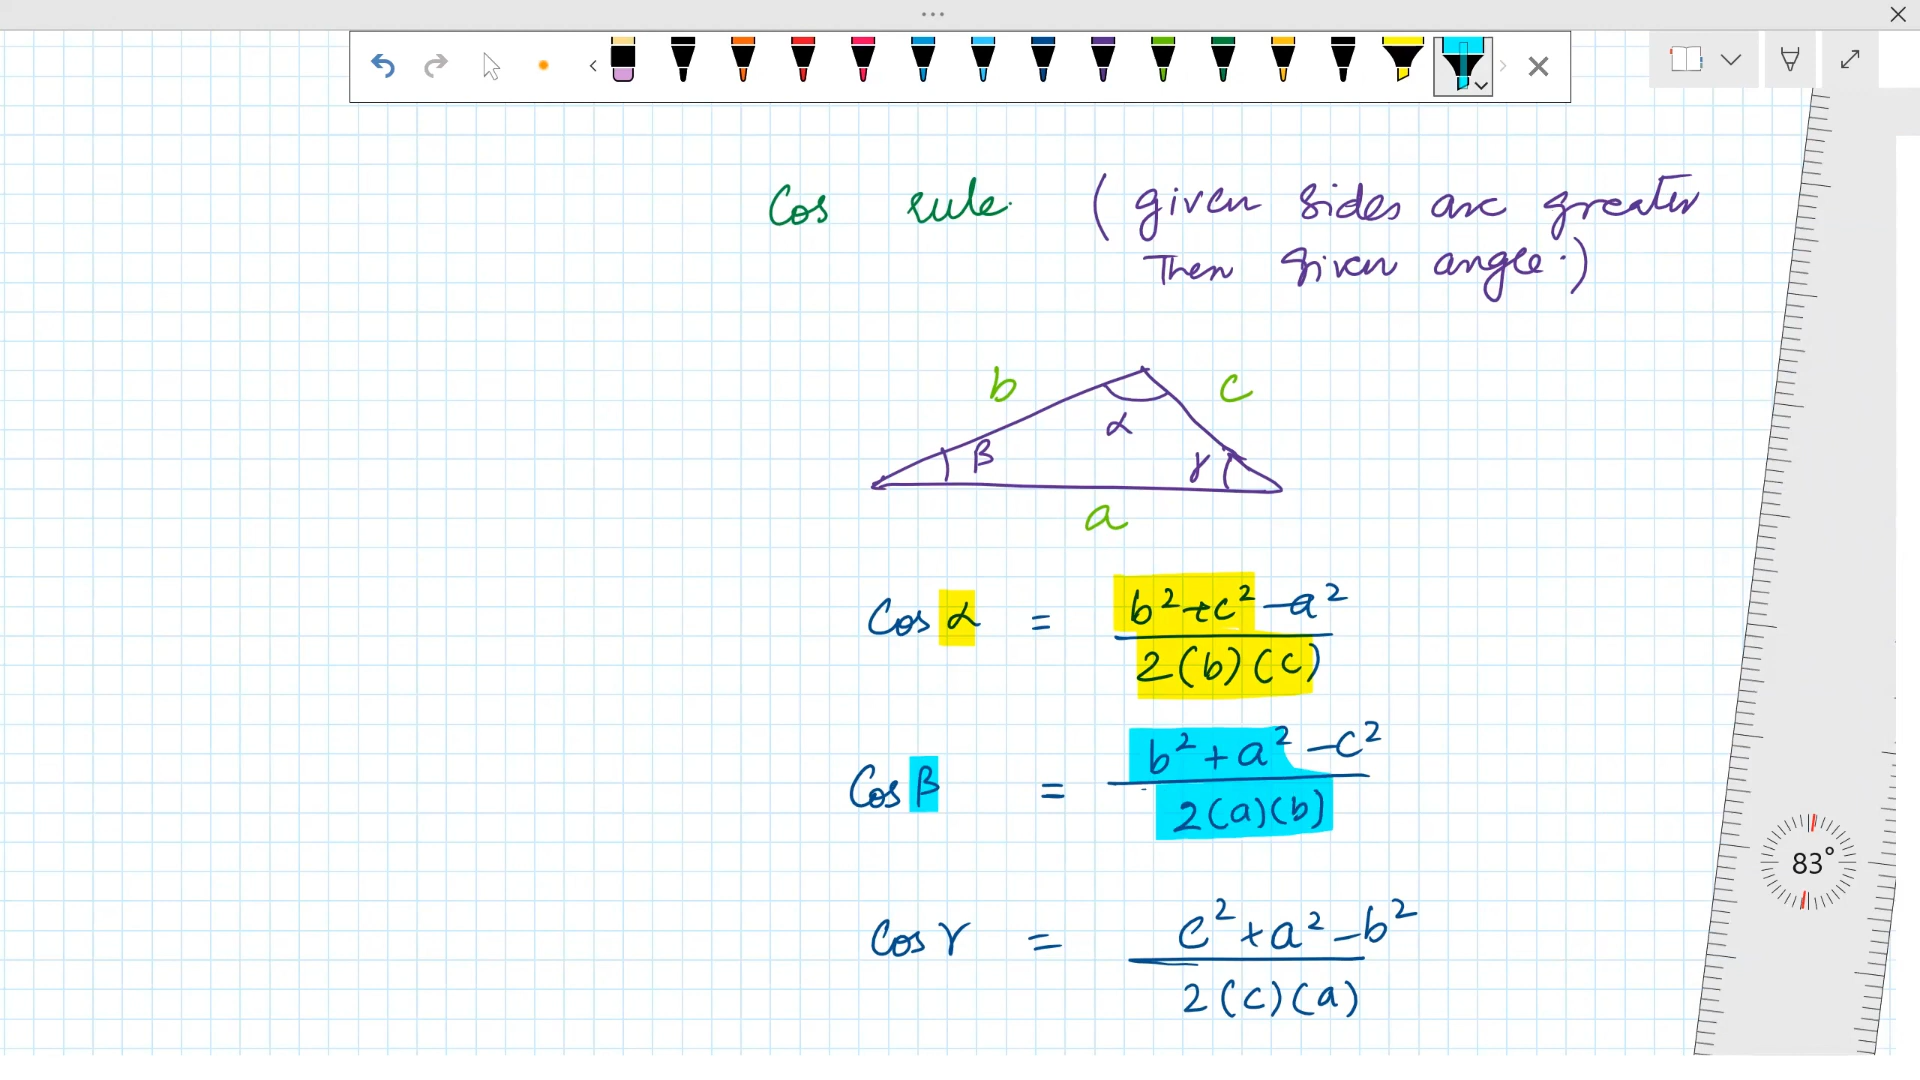 Cos rule. (given sides are greater
Then given angle.)
b
c
α
β
γ
a
Cos α = b² + c² - a² / 2(b)(c)
Cos β = b² + a² - c² / 2(a)(b)
Cos γ = c² + a² - b² / 2(c)(a)
83°